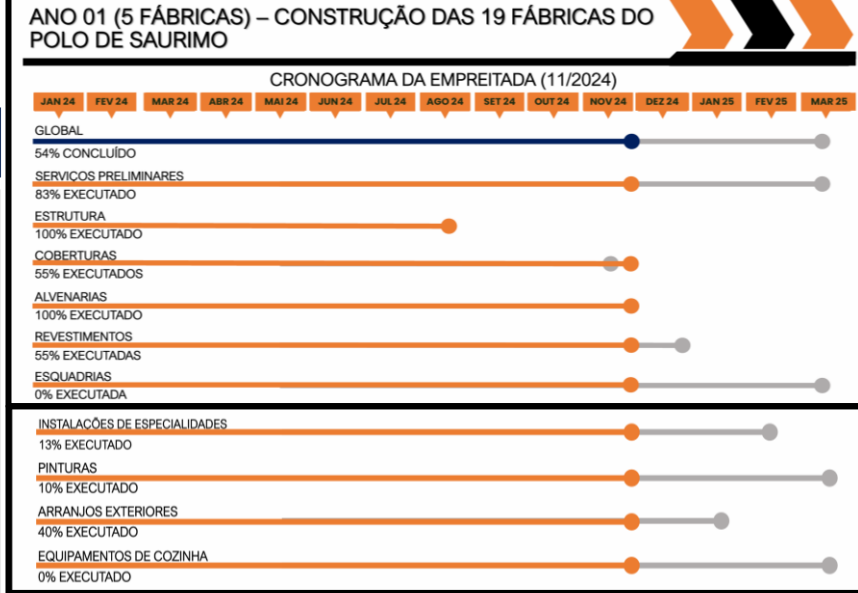 ANO 01 (5 FÁBRICAS) – CONSTRUÇÃO DAS 19 FÁBRICAS DO
POLO DE SAURIMO
CRONOGRAMA DA EMPREITADA (11/2024)
JAN 24 FEV 24 MAR 24 ABR 24 MAI 24 JUN 24 JUL 24 AGO 24 SET 24 OUT 24 NOV 24 DEZ 24 JAN 25 FEV 25 MAR 25
GLOBAL
54% CONCLUÍDO
SERVIÇOS PRELIMINARES
83% EXECUTADO
ESTRUTURA
100% EXECUTADO
COBERTURAS
55% EXECUTADOS
ALVENARIAS
100% EXECUTADO
REVESTIMENTOS
55% EXECUTADAS
ESQUADRIAS
0% EXECUTADA
INSTALAÇÕES DE ESPECIALIDADES
13% EXECUTADO
PINTURAS
10% EXECUTADO
ARRANJOS EXTERIORES
40% EXECUTADO
EQUIPAMENTOS DE COZINHA
0% EXECUTADO